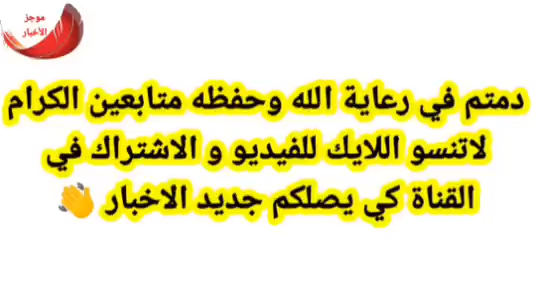 موجز
الأخبار
دمتم في رعاية الله وحفظه متابعين الكرام
لاتنسو اللايك للفيديو و الاشتراك في
القناة كي يصلكم جديد الاخبار 👋